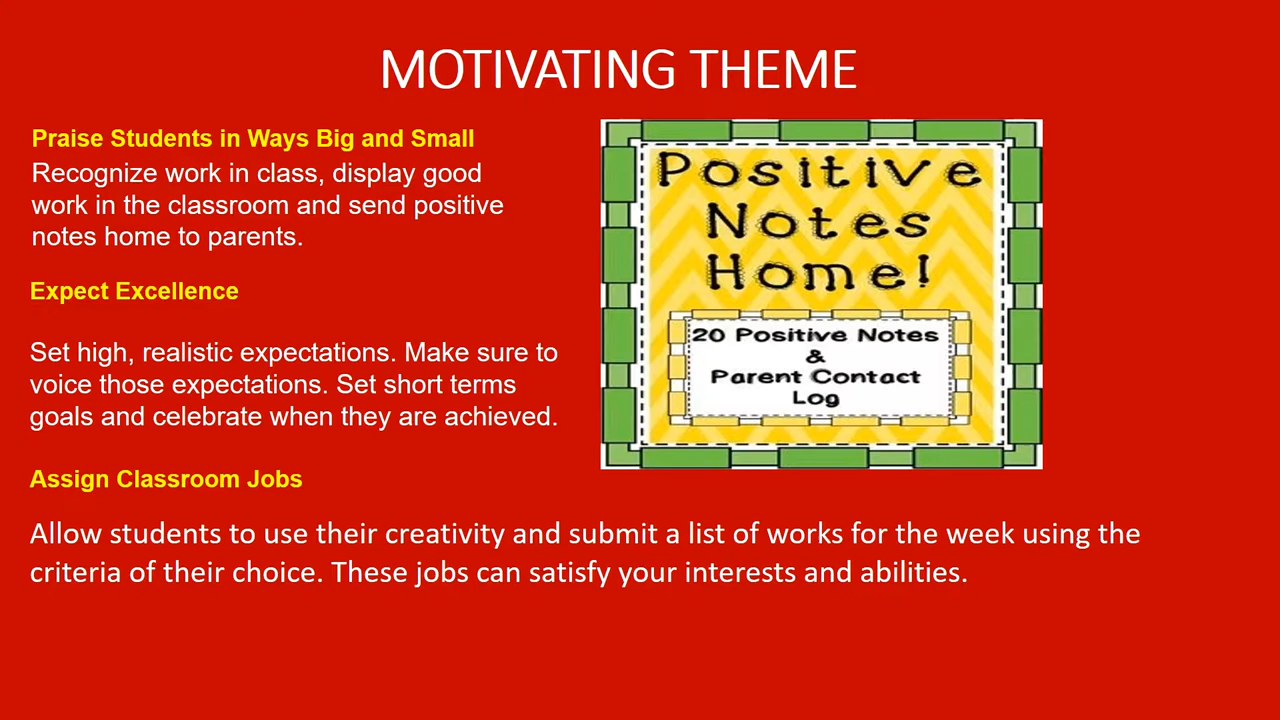 MOTIVATING THEME
Praise Students in Ways Big and Small
Recognize work in class, display good
work in the classroom and send positive
notes home to parents.
Expect Excellence
Set high, realistic expectations. Make sure to
voice those expectations. Set short terms
goals and celebrate when they are achieved.
Assign Classroom Jobs
Allow students to use their creativity and submit a list of works for the week using the
criteria of their choice. These jobs can satisfy your interests and abilities.
Positive
Notes
Home!
20 Positive Notes
&
Parent Contact
Log